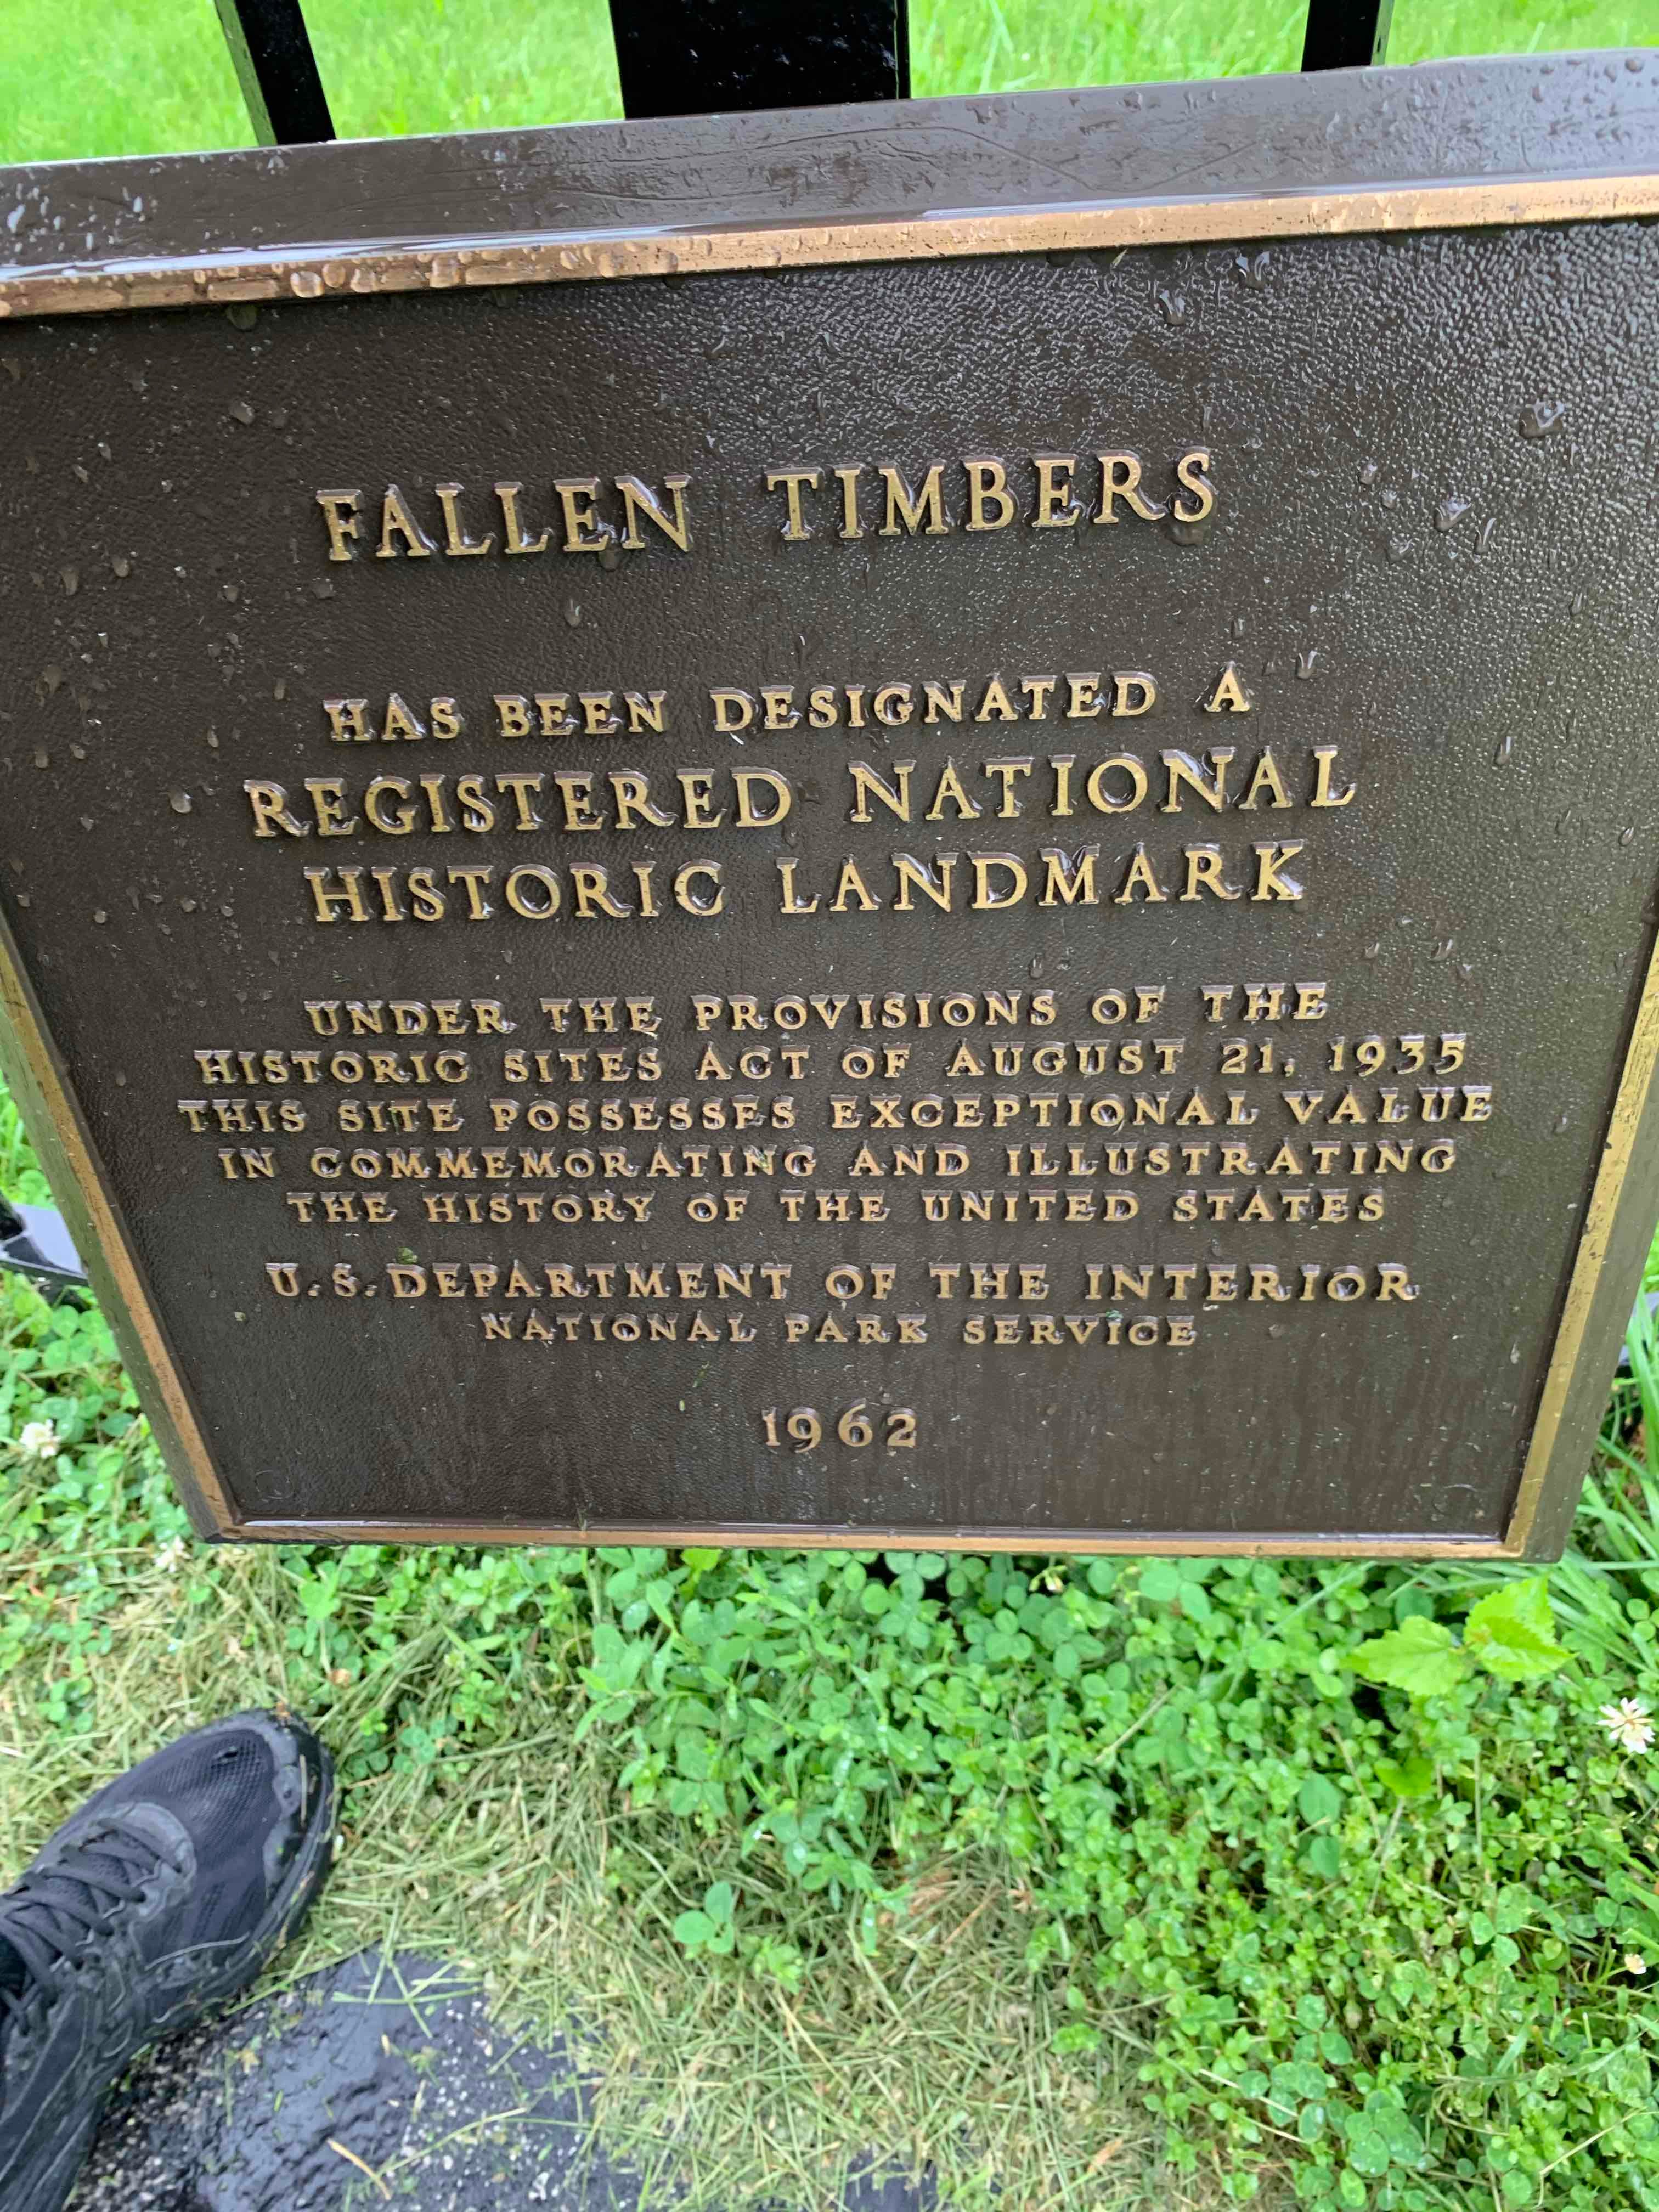 FALLEN TIMBERS
HAS BEEN DESIGNATED A
REGISTERED NATIONAL
HISTORIC LANDMARK
UNDER THE PROVISIONS OF THE
HISTORIC SITES ACT OF AUGUST 21, 1935
THIS SITE POSSESSES EXCEPTIONAL VALUE
IN COMMEMORATING AND ILLUSTRATING
THE HISTORY OF THE UNITED STATES
U.S. DEPARTMENT OF THE INTERIOR
NATIONAL PARK SERVICE
1962